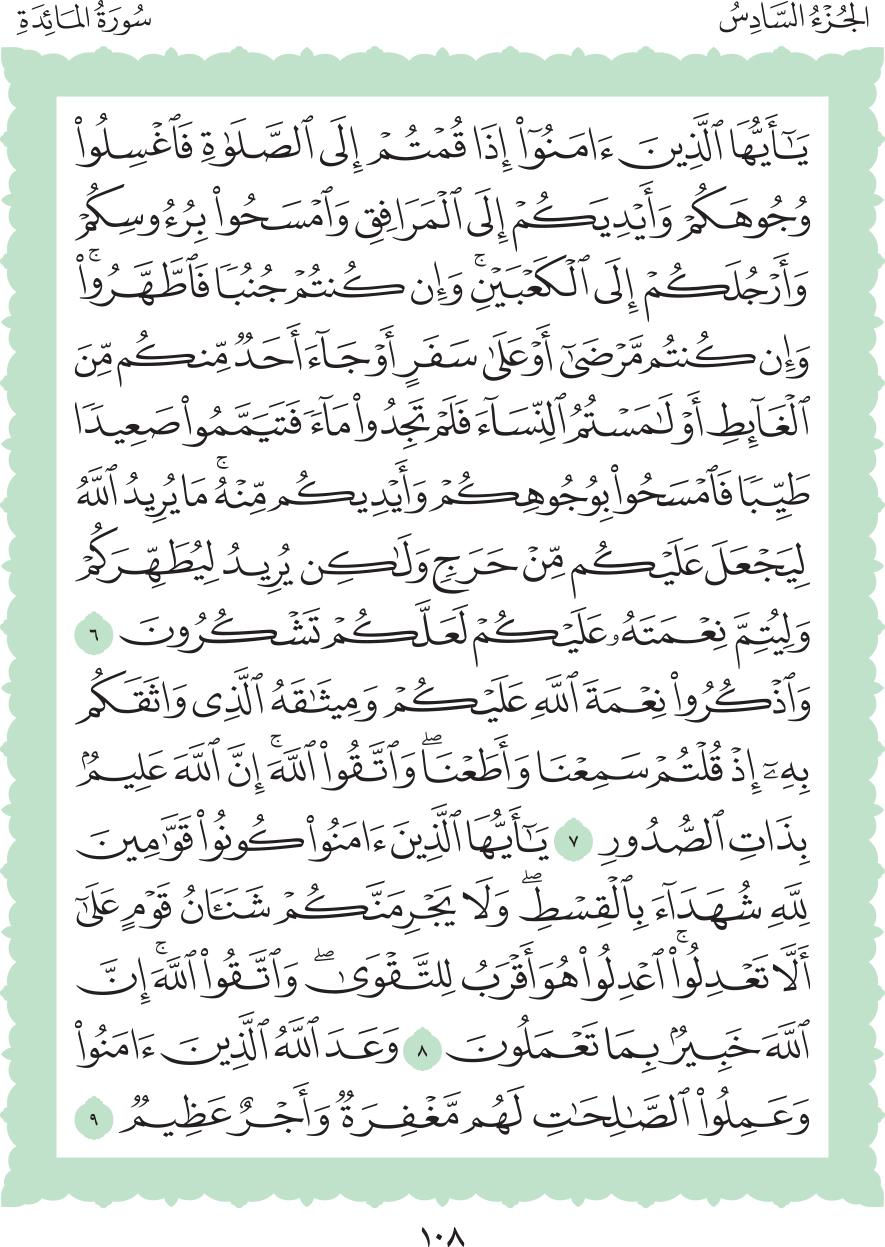 الجُزْءُ السَّادِسُ
سُورَةُ المَائِدَةِ
يَٰٓأَيُّهَا ٱلَّذِينَ ءَامَنُوٓا۟ إِذَا قُمْتُمْ إِلَى ٱلصَّلَوٰةِ فَٱغْسِلُوا۟
وُجُوهَكُمْ وَأَيْدِيَكُمْ إِلَى ٱلْمَرَافِقِ وَٱمْسَحُوا۟ بِرُءُوسِكُمْ
وَأَرْجُلَكُمْ إِلَى ٱلْكَعْبَيْنِ ۚ وَإِن كُنتُمْ جُنُبًا فَٱطَّهَّرُوا۟ ۚ
وَإِن كُنتُم مَّرْضَىٰٓ أَوْ عَلَىٰ سَفَرٍ أَوْ جَآءَ أَحَدٌ مِّنكُم مِّنَ
ٱلْغَآئِطِ أَوْ لَٰمَسْتُمُ ٱلنِّسَآءَ فَلَمْ تَجِدُوا۟ مَآءً فَتَيَمَّمُوا۟ صَعِيدًا
طَيِّبًا فَٱمْسَحُوا۟ بِوُجُوهِكُمْ وَأَيْدِيكُم مِّنْهُ ۚ مَا يُرِيدُ ٱللَّهُ
لِيَجْعَلَ عَلَيْكُم مِّنْ حَرَجٍ وَلَٰكِن يُرِيدُ لِيُطَهِّرَكُمْ
وَلِيُتِمَّ نِعْمَتَهُۥ عَلَيْكُمْ لَعَلَّكُمْ تَشْكُرُونَ ٦
وَٱذْكُرُوا۟ نِعْمَةَ ٱللَّهِ عَلَيْكُمْ وَمِيثَٰقَهُ ٱلَّذِى وَاثَقَكُم
بِهِۦٓ إِذْ قُلْتُمْ سَمِعْنَا وَأَطَعْنَا ۖ وَٱتَّقُوا۟ ٱللَّهَ ۚ إِنَّ ٱللَّهَ عَلِيمٌۢ
بِذَاتِ ٱلصُّدُورِ ٧ يَٰٓأَيُّهَا ٱلَّذِينَ ءَامَنُوا۟ كُونُوا۟ قَوَّٰمِينَ
لِلَّهِ شُهَدَآءَ بِٱلْقِسْطِ ۖ وَلَا يَجْرِمَنَّكُمْ شَنَـَٔانُ قَوْمٍ عَلَىٰٓ
أَلَّا تَعْدِلُوا۟ ۚ ٱعْدِلُوا۟ هُوَ أَقْرَبُ لِلتَّقْوَىٰ ۖ وَٱتَّقُوا۟ ٱللَّهَ ۚ إِنَّ
ٱللَّهَ خَبِيرٌۢ بِمَا تَعْمَلُونَ ٨ وَعَدَ ٱللَّهُ ٱلَّذِينَ ءَامَنُوا۟
وَعَمِلُوا۟ ٱلصَّٰلِحَٰتِ لَهُم مَّغْفِرَةٌ وَأَجْرٌ عَظِيمٌ ٩
١٠٨